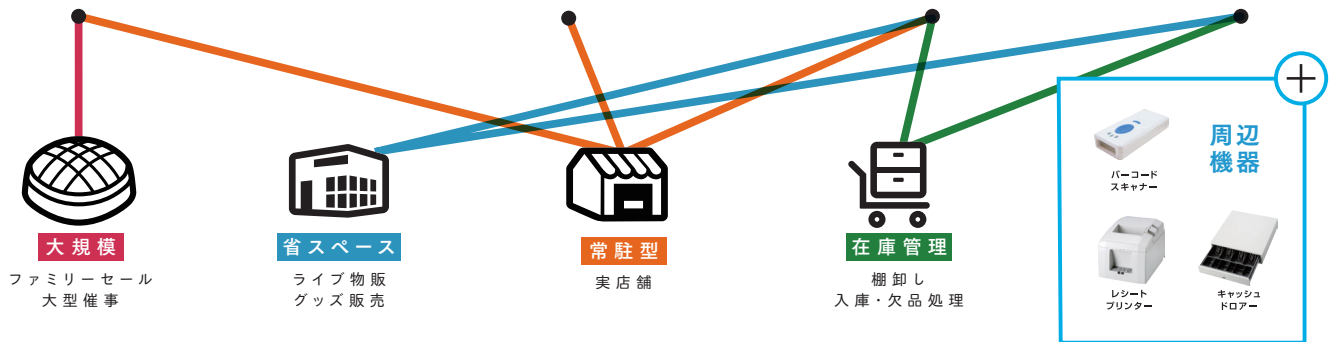 大規模
ファミリーセール
大型催事
省スペース
ライブ物販
グッズ販売
常駐型
実店舗
在庫管理
棚卸し
入庫・欠品処理
周辺
機器
バーコード
スキャナー
レシート
プリンター
キャッシュ
ドロアー